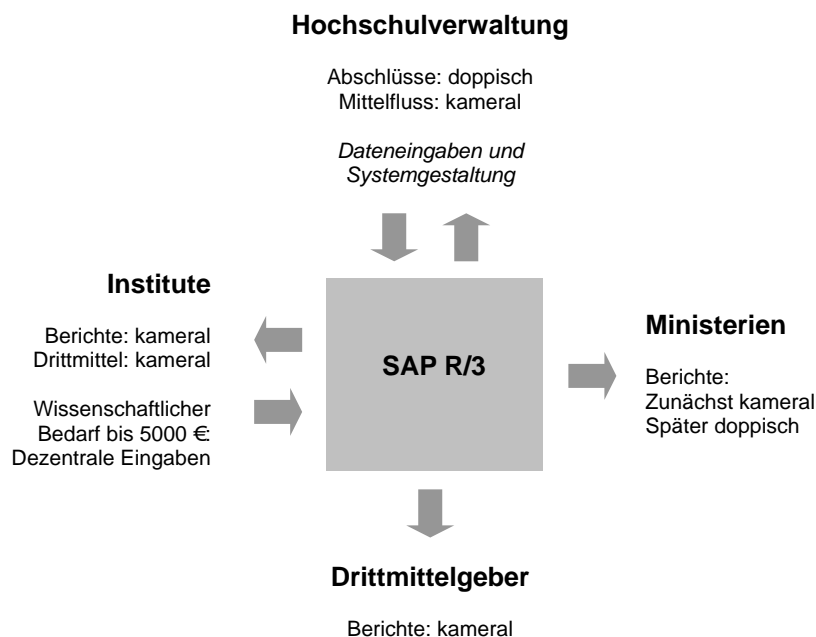 Hochschulverwaltung
Abschlüsse: doppisch
Mittelfluss: kameral
Dateneingaben und
Systemgestaltung
Institute
Berichte: kameral
Drittmittel: kameral
Wissenschaftlicher
Bedarf bis 5000 €:
Dezentrale Eingaben
SAP R/3
Ministerien
Berichte:
Zunächst kameral
Später doppisch
Drittmittelgeber
Berichte: kameral